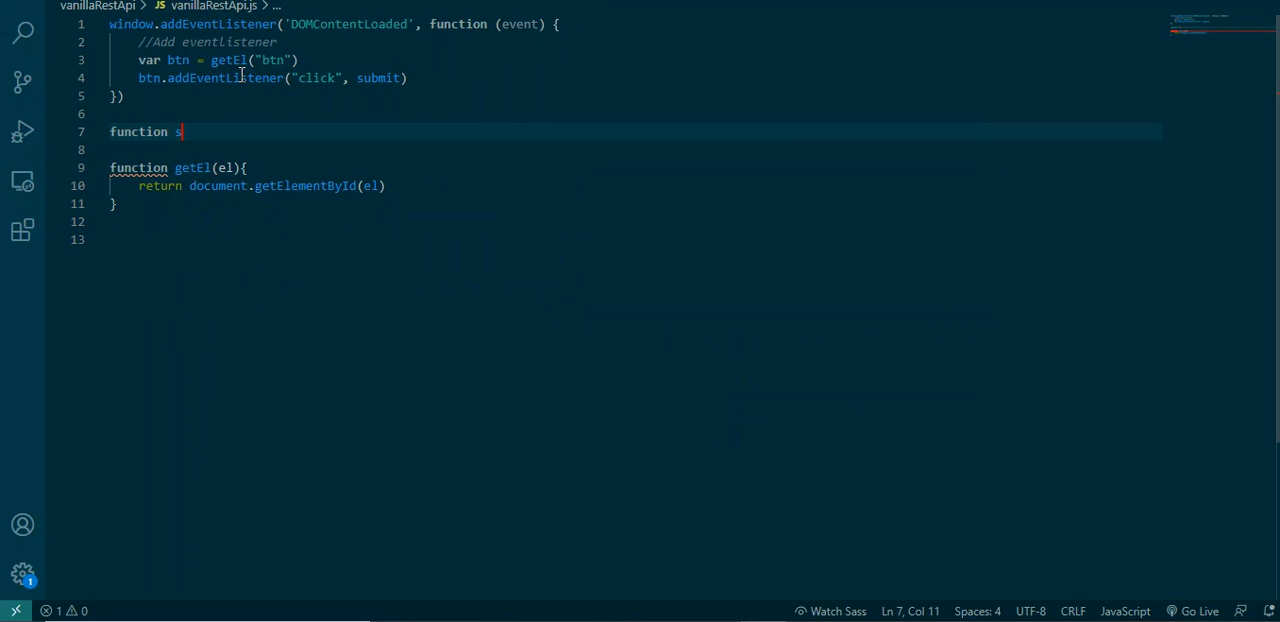 vanillaRestApi > JS vanillaRestApi.js > ...
1 window.addEventListener('DOMContentLoaded', function (event) {
2 //Add eventListener
3 var btn = getEl("btn")
4 btn.addEventListener("click", submit)
5 })
6
7 function s
8
9 function getEl(el){
10 return document.getElementById(el)
11 }
12
13
1
1 0 Watch Sass Ln 7, Col 11 Spaces: 4 UTF-8 CRLF JavaScript Go Live